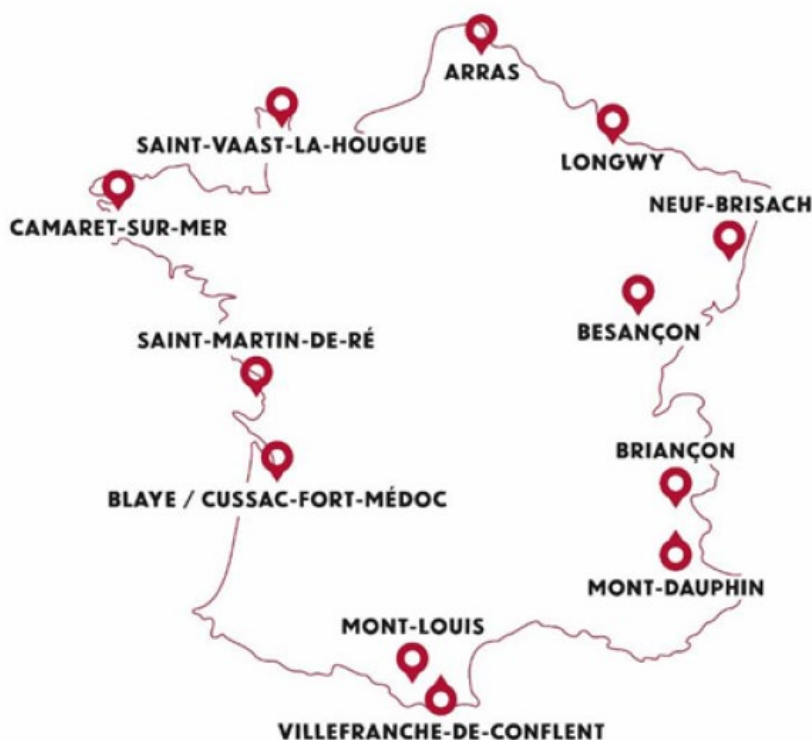 ARRAS
SAINT-VAAST-LA-HOUGUE
LONGWY
NEUF-BRISACH
CAMARET-SUR-MER
BESANÇON
SAINT-MARTIN-DE-RÉ
BRIANÇON
BLAYE / CUSSAC-FORT-MÉDOC
MONT-DAUPHIN
MONT-LOUIS
VILLEFRANCHE-DE-CONFLENT